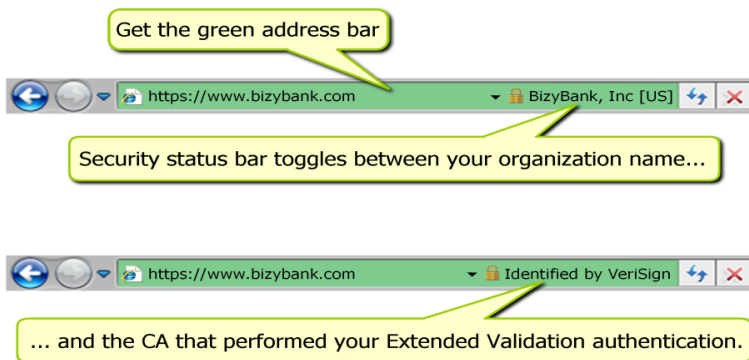 Get the green address bar
https://www.bizybank.com BizyBank, Inc [US]
Security status bar toggles between your organization name...
https://www.bizybank.com Identified by VeriSign
... and the CA that performed your Extended Validation authentication.